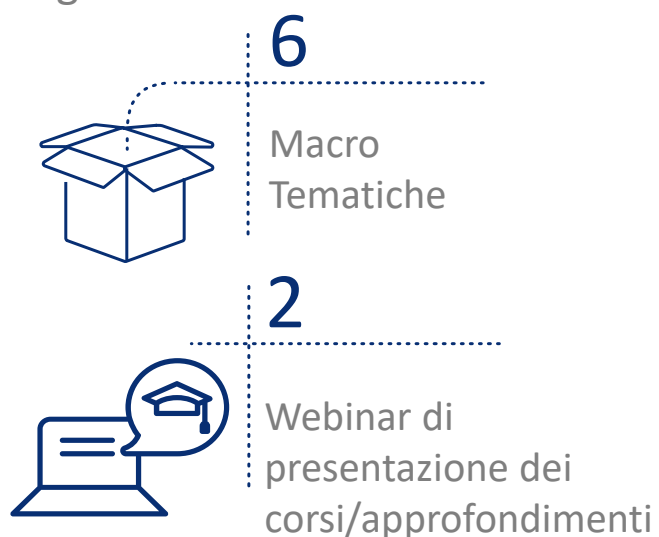 6
Macro
Tematiche
2
Webinar di
presentazione dei
corsi/approfondimenti